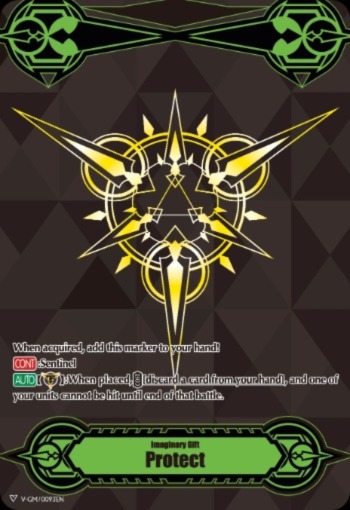 When acquired, add this marker to your hand!
CONT:Sentinel
AUTO[(GC)]:When placed,[discard a card from your hand], and one of
your units cannot be hit until end of that battle.
Imaginary Gift
Protect
V-GM/0093EN